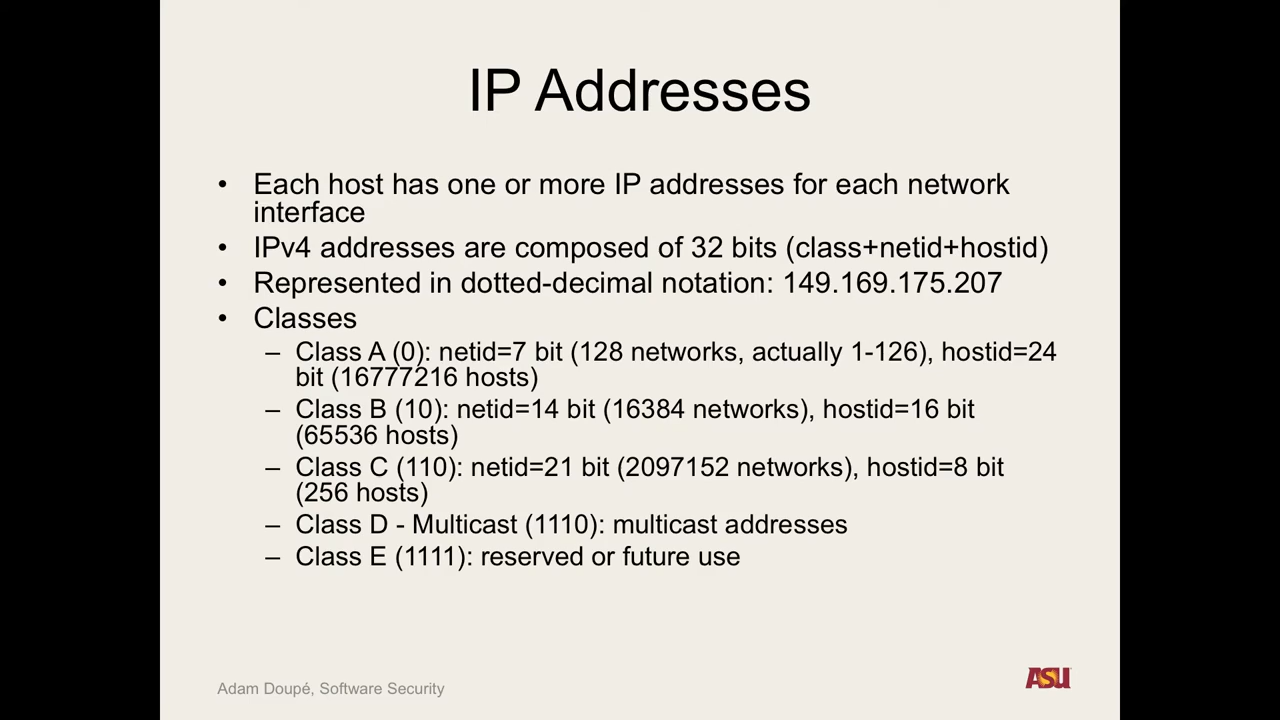 IP Addresses
• Each host has one or more IP addresses for each network
interface
• IPv4 addresses are composed of 32 bits (class+netid+hostid)
• Represented in dotted-decimal notation: 149.169.175.207
• Classes
– Class A (0): netid=7 bit (128 networks, actually 1-126), hostid=24
bit (16777216 hosts)
– Class B (10): netid=14 bit (16384 networks), hostid=16 bit
(65536 hosts)
– Class C (110): netid=21 bit (2097152 networks), hostid=8 bit
(256 hosts)
– Class D - Multicast (1110): multicast addresses
– Class E (1111): reserved or future use
Adam Doupé, Software Security
ASU